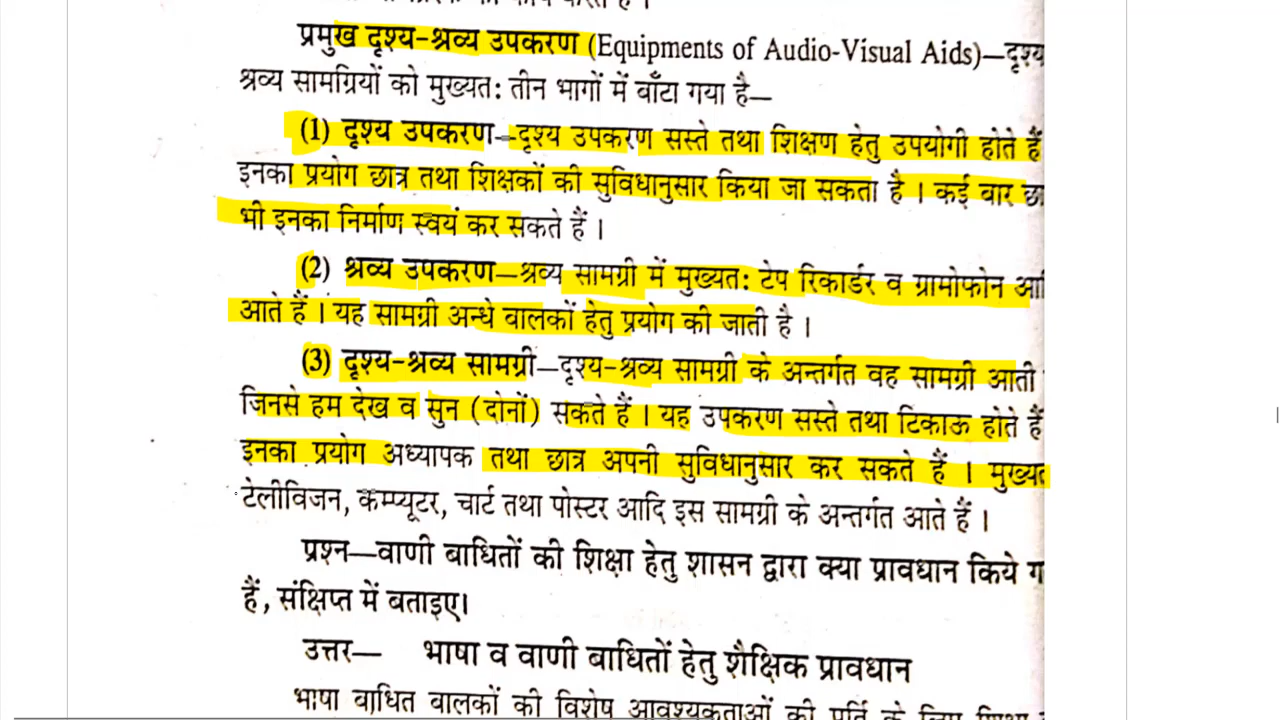 प्रमुख दृश्य-श्रव्य उपकरण (Equipments of Audio-Visual Aids)—दृश्य
श्रव्य सामग्रियों को मुख्यत: तीन भागों में बाँटा गया है—
(1) दृश्य उपकरण—दृश्य उपकरण सस्ते तथा शिक्षण हेतु उपयोगी होते हैं
इनका प्रयोग छात्र तथा शिक्षकों की सुविधानुसार किया जा सकता है । कई बार
भी इनका निर्माण स्वयं कर सकते हैं ।
(2) श्रव्य उपकरण—श्रव्य सामग्री में मुख्यत: टेप रिकार्डर व ग्रामोफोन
आते हैं । यह सामग्री अन्धे बालकों हेतु प्रयोग की जाती है ।
(3) दृश्य-श्रव्य सामग्री—दृश्य-श्रव्य सामग्री के अन्तर्गत वह सामग्री आती
जिनसे हम देख व सुन (दोनों) सकते हैं । यह उपकरण सस्ते तथा टिकाऊ होते हैं
इनका प्रयोग अध्यापक तथा छात्र अपनी सुविधानुसार कर सकते हैं । मुख्यत
टेलीविजन, कम्प्यूटर, चार्ट तथा पोस्टर आदि इस सामग्री के अन्तर्गत आते हैं ।
प्रश्न—वाणी बाधितों की शिक्षा हेतु शासन द्वारा क्या प्रावधान किये
हैं, संक्षिप्त में बताइए।
उत्तर— भाषा व वाणी बाधितों हेतु शैक्षिक प्रावधान
भाषा बाधित बालकों की विशेष आवश्यकताओं की पूर्ति के लिए